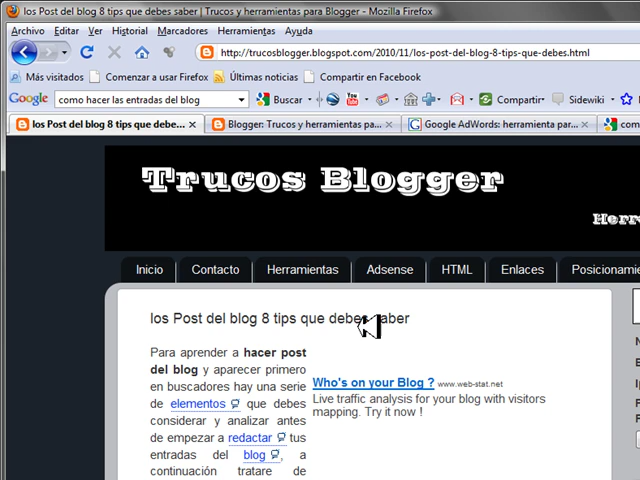 los Post del blog 8 tips que debes saber | Trucos y herramientas para Blogger - Mozilla Firefox
Archivo Editar Ver Historial Marcadores Herramientas Ayuda
http://trucosblogger.blogspot.com/2010/11/los-post-del-blog-8-tips-que-debes.html
Más visitados Comenzar a usar Firefox Últimas noticias Compartir en Facebook
Google como hacer las entradas del blog Buscar Compartir Sidewiki
los Post del blog 8 tips que debe... Blogger: Trucos y herramientas pa... Google AdWords: herramienta par... com
Trucos Blogger
Herr
Inicio Contacto Herramientas Adsense HTML Enlaces Posicionamie
los Post del blog 8 tips que debes saber
Para aprender a hacer post
del blog y aparecer primero
en buscadores hay una serie
de elementos que debes
considerar y analizar antes
de empezar a redactar tus
entradas del blog, a
continuación tratare de
Who's on your Blog ? www.web-stat.net
Live traffic analysis for your blog with visitors
mapping. Try it now !